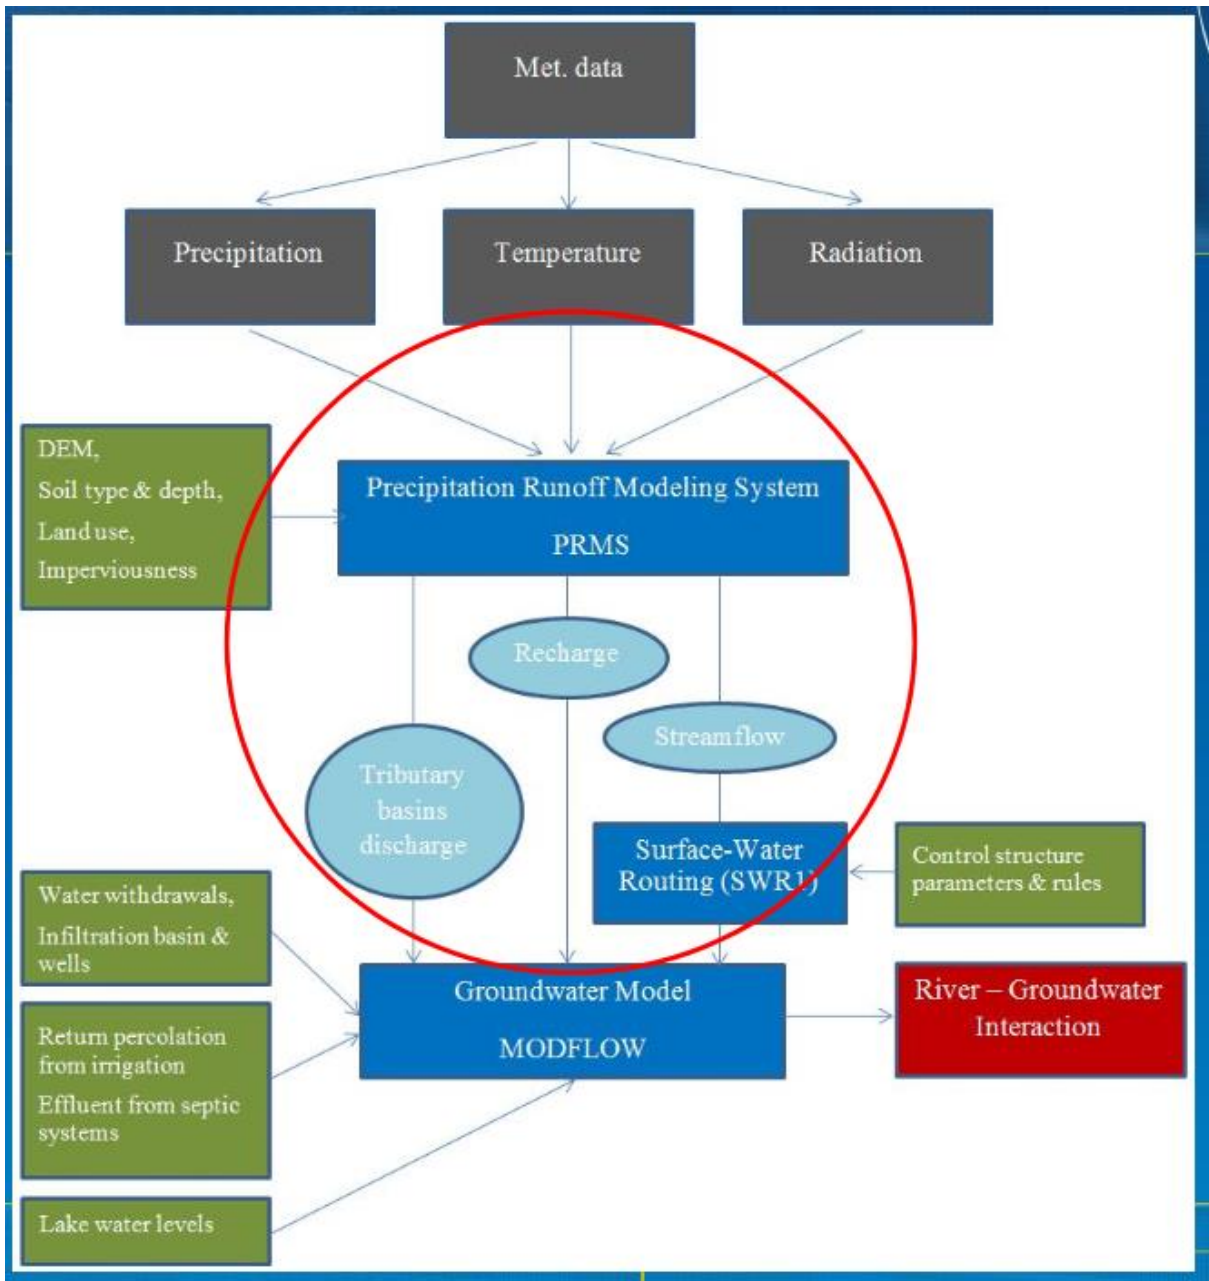 Met. data
Precipitation
Temperature
Radiation
DEM,
Soil type & depth,
Land use,
Imperviousness
Precipitation Runoff Modeling System
PRMS
Recharge
Streamflow
Tributary
basins
discharge
Surface-Water
Routing (SWR1)
Control structure
parameters & rules
Water withdrawals,
Infiltration basin &
wells
Groundwater Model
MODFLOW
River – Groundwater
Interaction
Return percolation
from irrigation
Effluent from septic
systems
Lake water levels